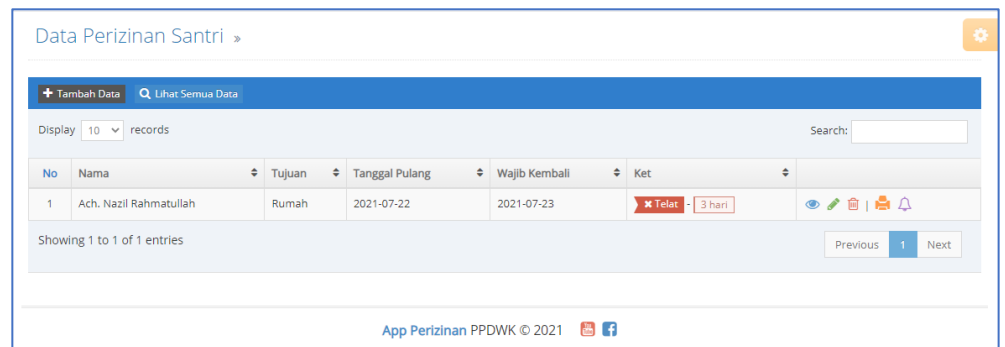 Data Perizinan Santri »
+ Tambah Data Lihat Semua Data
Display 10 records Search:
No Nama Tujuan Tanggal Pulang Wajib Kembali Ket
1 Ach. Nazil Rahmatullah Rumah 2021-07-22 2021-07-23 × Telat - 3 hari |
Showing 1 to 1 of 1 entries Previous 1 Next
App Perizinan PPDWK © 2021